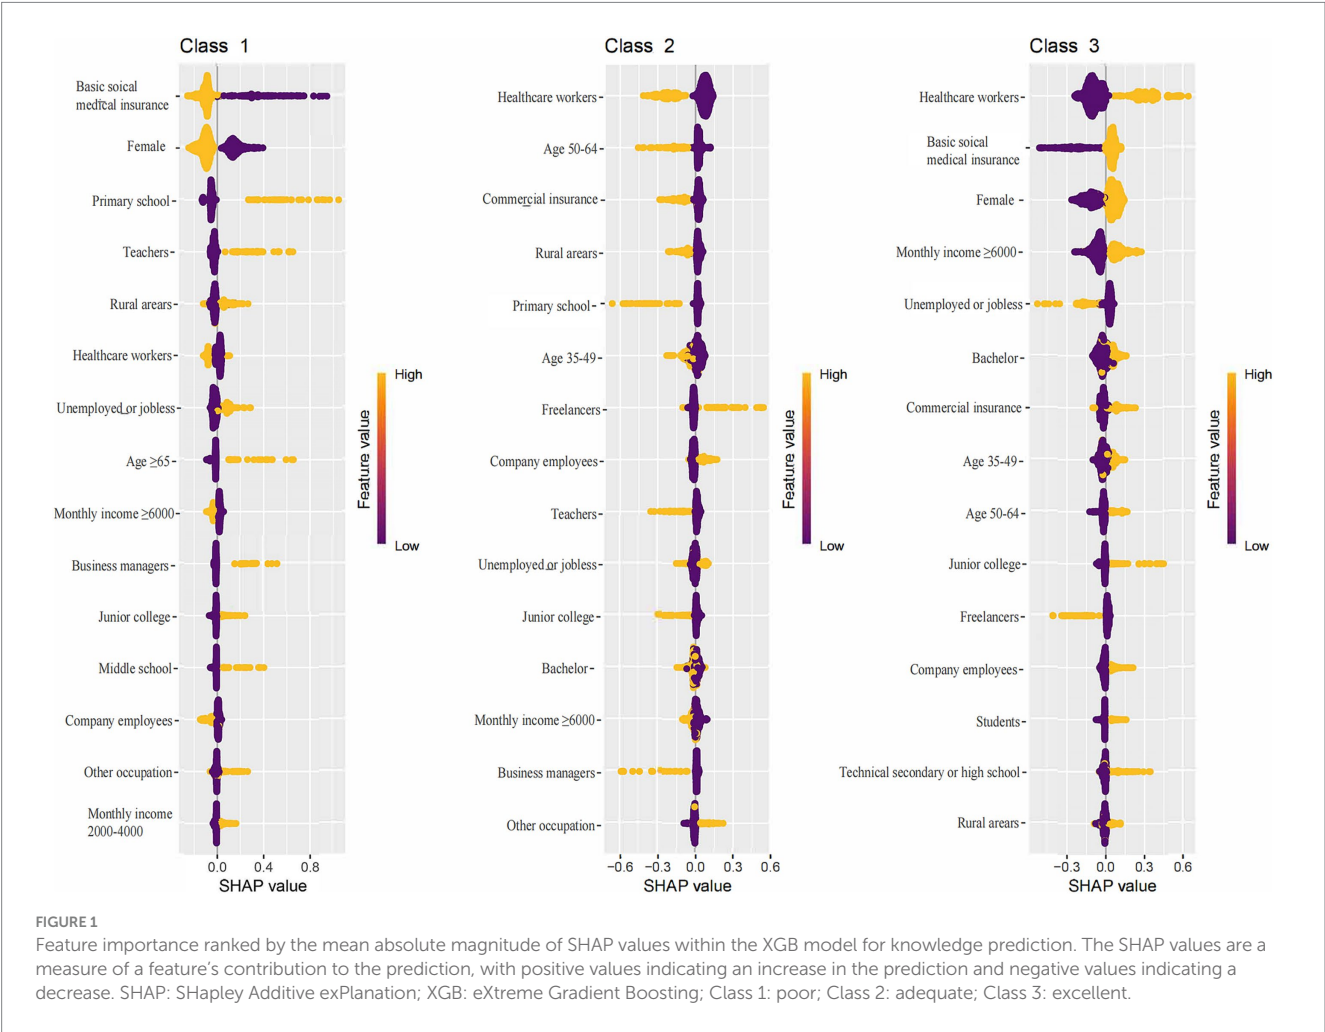 Class 1
Basic soical
medical insurance
Female
Primary school
Teachers
Rural arears
Healthcare workers
Unemployed or jobless
Age ≥65
Monthly income ≥6000
Business managers
Junior college
Middle school
Company employees
Other occupation
Monthly income
2000-4000
0.0 0.4 0.8
SHAP value
High
Feature value
Low
Class 2
Healthcare workers
Age 50-64
Commercial insurance
Rural arears
Primary school
Age 35-49
Freelancers
Company employees
Teachers
Unemployed or jobless
Junior college
Bachelor
Monthly income ≥6000
Business managers
Other occupation
−0.6 −0.3 0.0 0.3 0.6
SHAP value
High
Feature value
Low
Class 3
Healthcare workers
Basic soical
medical insurance
Female
Monthly income ≥6000
Unemployed or jobless
Bachelor
Commercial insurance
Age 35-49
Age 50-64
Junior college
Freelancers
Company employees
Students
Technical secondary or high school
Rural arears
−0.3 0.0 0.3 0.6
SHAP value
High
Feature value
Low
FIGURE 1
Feature importance ranked by the mean absolute magnitude of SHAP values within the XGB model for knowledge prediction. The SHAP values are a
measure of a feature's contribution to the prediction, with positive values indicating an increase in the prediction and negative values indicating a
decrease. SHAP: SHapley Additive exPlanation; XGB: eXtreme Gradient Boosting; Class 1: poor; Class 2: adequate; Class 3: excellent.